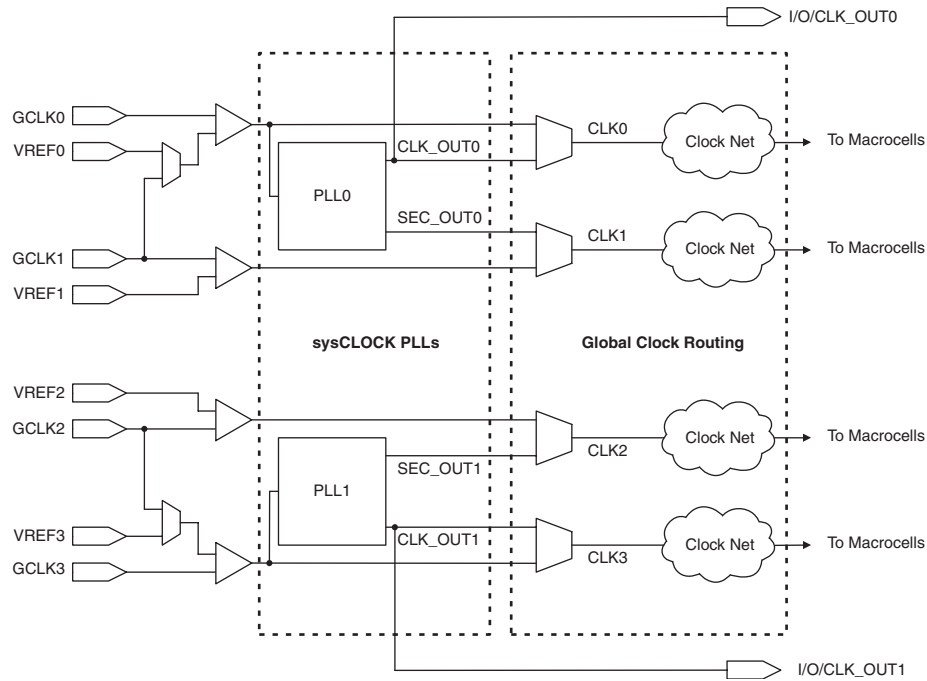 I/O/CLK_OUT0
GCLK0
VREF0
CLK_OUT0
CLK0
Clock Net
To Macrocells
PLL0
SEC_OUT0
GCLK1
CLK1
Clock Net
To Macrocells
VREF1
sysCLOCK PLLs
Global Clock Routing
VREF2
GCLK2
Clock Net
To Macrocells
CLK2
SEC_OUT1
PLL1
VREF3
CLK_OUT1
Clock Net
To Macrocells
CLK3
GCLK3
I/O/CLK_OUT1